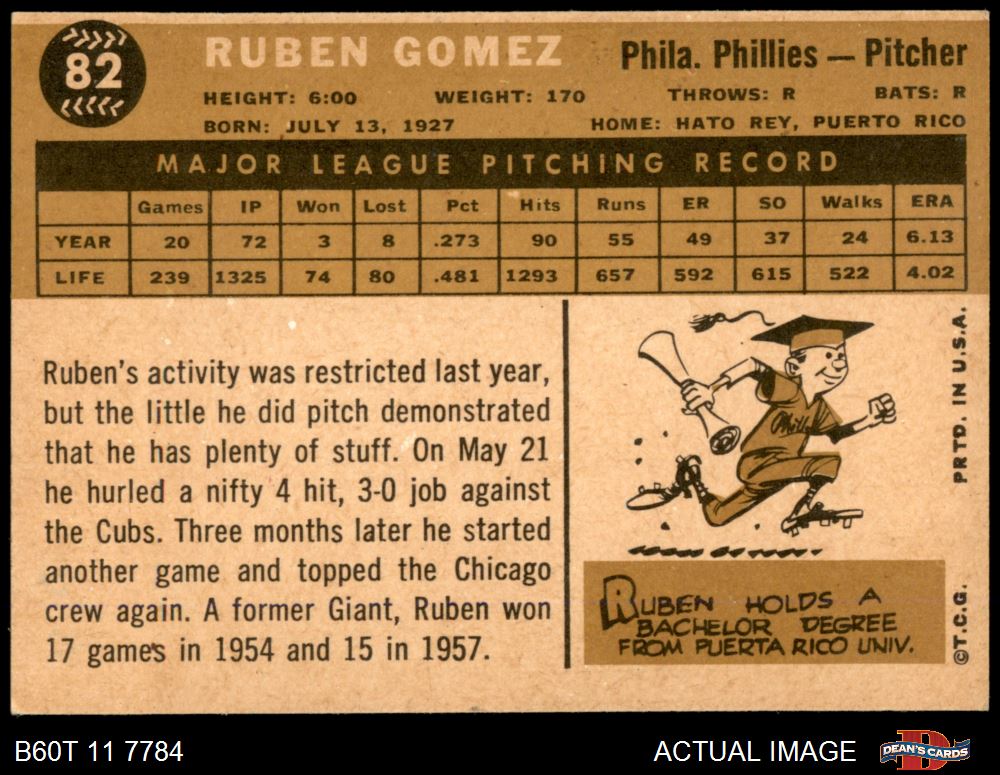 82
RUBEN GOMEZ
Phila. Phillies — Pitcher
HEIGHT: 6:00 WEIGHT: 170 THROWS: R BATS: R
BORN: JULY 13, 1927 HOME: HATO REY, PUERTO RICO
MAJOR LEAGUE PITCHING RECORD
Games IP Won Lost Pct Hits Runs ER SO Walks ERA
YEAR 20 72 3 8 .273 90 55 49 37 24 6.13
LIFE 239 1325 74 80 .481 1293 657 592 615 522 4.02
Ruben's activity was restricted last year,
but the little he did pitch demonstrated
that he has plenty of stuff. On May 21
he hurled a nifty 4 hit, 3-0 job against
the Cubs. Three months later he started
another game and topped the Chicago
crew again. A former Giant, Ruben won
17 games in 1954 and 15 in 1957.
RUBEN HOLDS A
BACHELOR DEGREE
FROM PUERTA RICO UNIV.
PRTD. IN U.S.A.
©T.C.G.
B60T 11 7784
ACTUAL IMAGE
DEAN'S CARDS